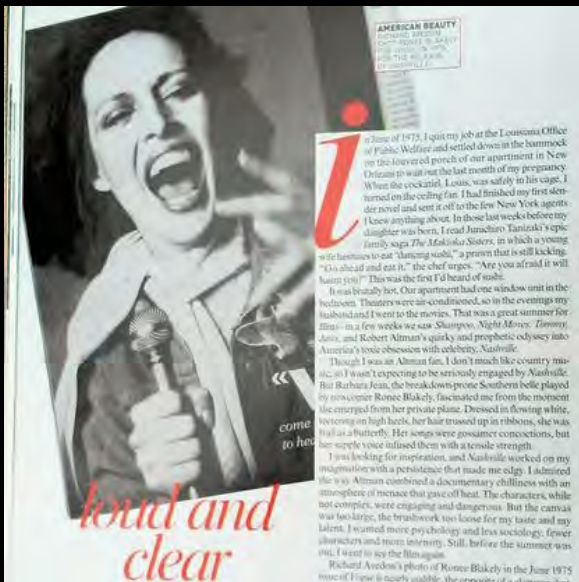 AMERICAN BEAUTY
RICHARD AVEDON
FOR THE RELEASE
come
to hea
loud and
clear
in June of 1975, I quit my job at the Louisiana Office
of Public Welfare and settled down in the hammock
on the louvered porch of our apartment in New
Orleans to wait out the last month of my pregnancy.
When the cockatiel, Louis, was safely in his cage, I
turned on the ceiling fan. I had finished my first slen-
der novel and sent it off to the few New York agents
I knew anything about. In those last weeks before my
daughter was born, I read Junichiro Tanizaki's epic
family saga The Makioka Sisters, in which a young
wife hesitates to eat "dancing sushi," a prawn that is still kicking.
"Go ahead and eat it," the chef urges. "Are you afraid it will
haunt you?" This was the first I'd heard of sushi.
It was brutally hot. Our apartment had one window unit in the
bedroom. Theaters were air-conditioned, so in the evenings my
husband and I went to the movies. That was a great summer for
films—in a few weeks we saw Shampoo, Night Moves, Tommy,
Jaws, and Robert Altman's quirky and prophetic odyssey into
America's toxic obsession with celebrity, Nashville.
Though I was an Altman fan, I don't much like country mu-
sic, so I wasn't expecting to be seriously engaged by Nashville.
But Barbara Jean, the breakdown-prone Southern belle played
by newcomer Ronee Blakely, fascinated me from the moment
she emerged from her private plane. Dressed in flowing white,
teetering on high heels, her hair trussed up in ribbons, she was
frail as a butterfly. Her songs were gossamer concoctions, but
her supple voice infused them with a tensile strength.
I was looking for inspiration, and Nashville worked on my
imagination with a persistence that made me edgy. I admired
the way Altman combined a documentary chilliness with an
atmosphere of menace that gave off heat. The characters, while
not complex, were engaging and dangerous. But the canvas
was too large, the brushwork too loose for my taste and my
talent. I wanted more psychology and less sociology, fewer
characters and more intensity. Still, before the summer was
out, I went to see the film again.
Richard Avedon's photo of Ronee Blakely in the June 1975
issue of Vogue is nearly audible, the opposite of